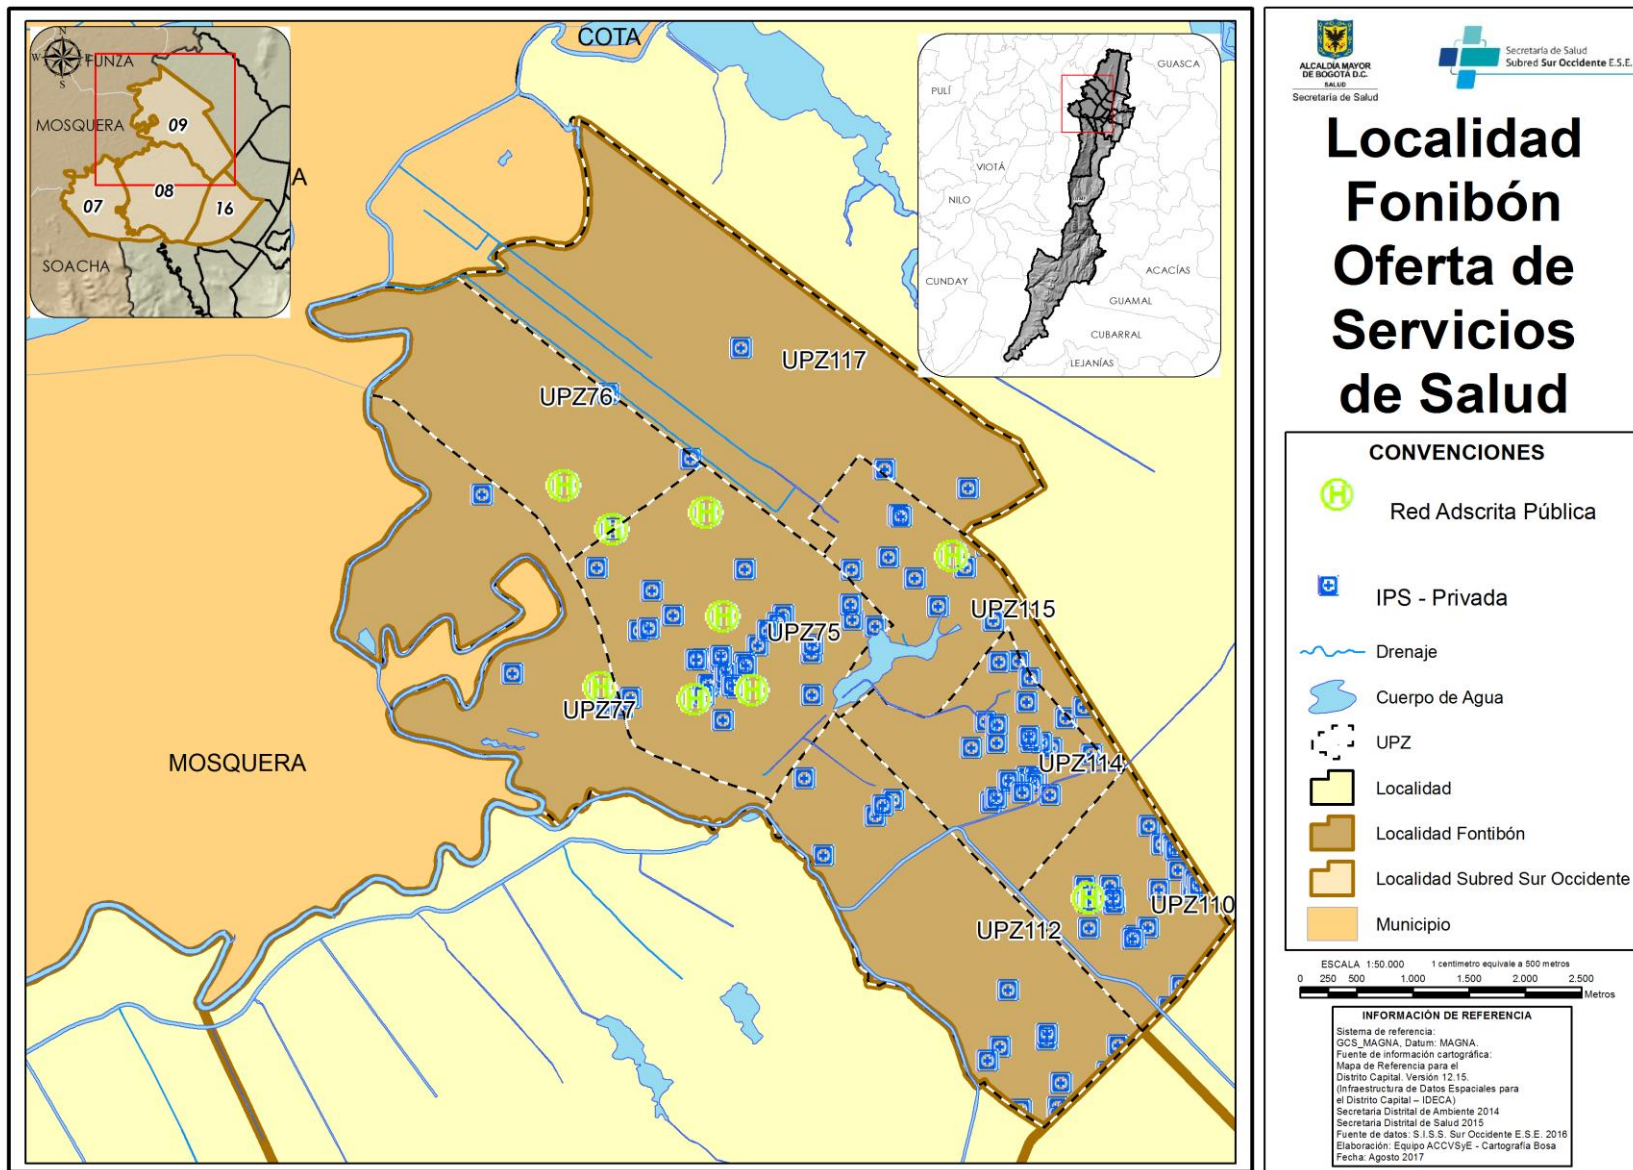 COTA
N
W
E
S
FUNZA
MOSQUERA
09
08
07
16
A
SOACHA
GUASCA
PULÍ
VIOTÁ
NILO
CUNDAY
ACACÍAS
GUAMAL
CUBARRAL
LEJANÍAS
UPZ117
UPZ76
UPZ115
UPZ75
UPZ77
MOSQUERA
UPZ114
UPZ110
UPZ112
ALCALDÍA MAYOR
DE BOGOTÁ D.C.
SALUD
Secretaría de Salud
Secretaría de Salud
Subred Sur Occidente E.S.E.
Localidad
Fonibón
Oferta de
Servicios
de Salud
CONVENCIONES
Red Adscrita Pública
IPS - Privada
Drenaje
Cuerpo de Agua
UPZ
Localidad
Localidad Fontibón
Localidad Subred Sur Occidente
Municipio
ESCALA 1:50.000 1 centimetro equivale a 500 metros
0 250 500 1.000 1.500 2.000 2.500
Metros
INFORMACIÓN DE REFERENCIA
Sistema de referencia:
GCS_MAGNA, Datum: MAGNA.
Fuente de información cartográfica:
Mapa de Referencia para el
Distrito Capital. Versión 12.15.
(Infraestructura de Datos Espaciales para
el Distrito Capital – IDECA)
Secretaria Distrital de Ambiente 2014
Secretaria Distrital de Salud 2015
Fuente de datos: S.I.S.S. Sur Occidente E.S.E. 2016
Elaboración: Equipo ACCVSyE - Cartografía Bosa
Fecha: Agosto 2017